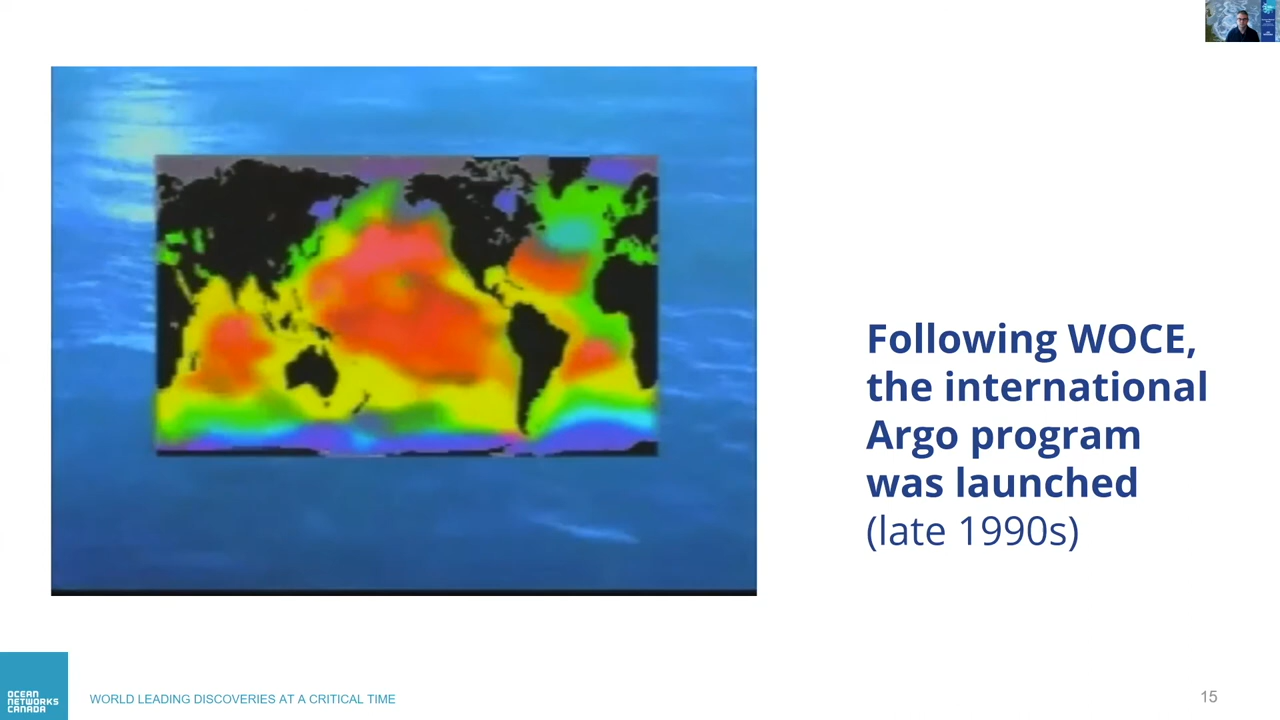 Following WOCE,
the international
Argo program
was launched
(late 1990s)
OCEAN
NETWORKS
CANADA
WORLD LEADING DISCOVERIES AT A CRITICAL TIME
15